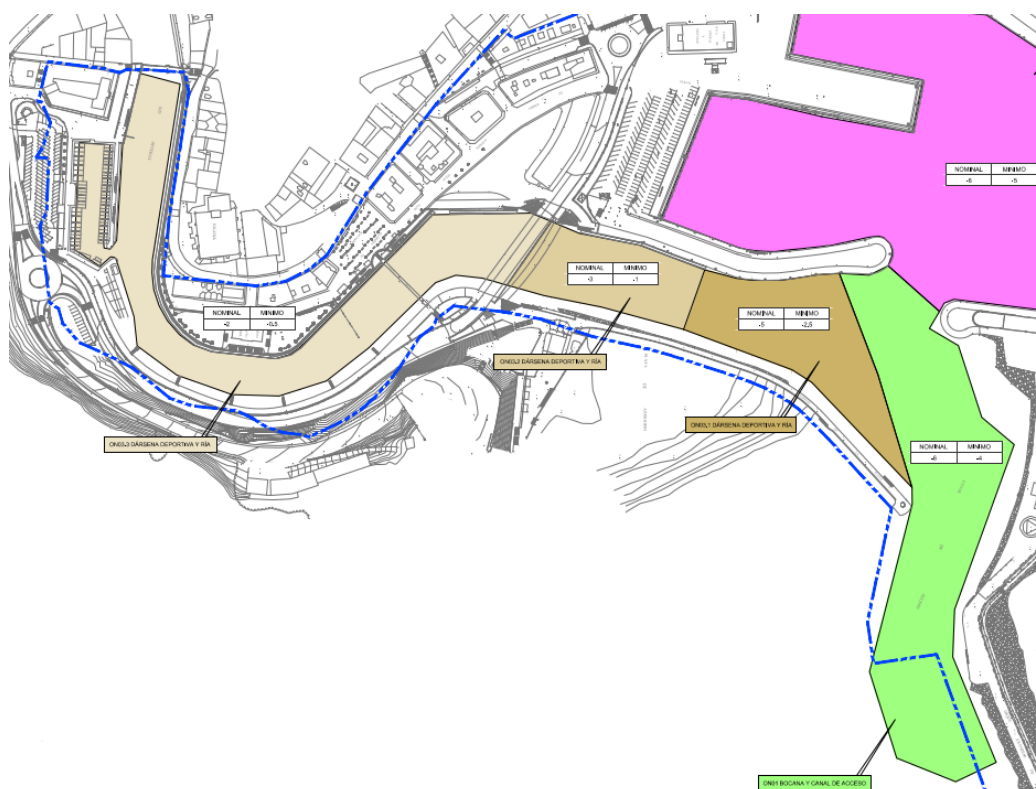 NOMINAL MINIMO
-6 -5
NOMINAL MINIMO
-3 -1
NOMINAL MINIMO
-2 -0,5
NOMINAL MINIMO
-5 -2,5
ON03.2 DÁRSENA DEPORTIVA Y RÍA
ON03.1 DÁRSENA DEPORTIVA Y RÍA
ON03.3 DÁRSENA DEPORTIVA Y RÍA
NOMINAL MINIMO
-6 -4
ON01 BOCANA Y CANAL DE ACCESO